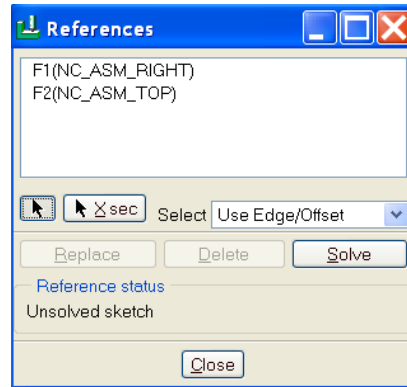 References
F1(NC_ASM_RIGHT)
F2(NC_ASM_TOP)
Xsec Select Use Edge/Offset
Replace Delete Solve
Reference status
Unsolved sketch
Close